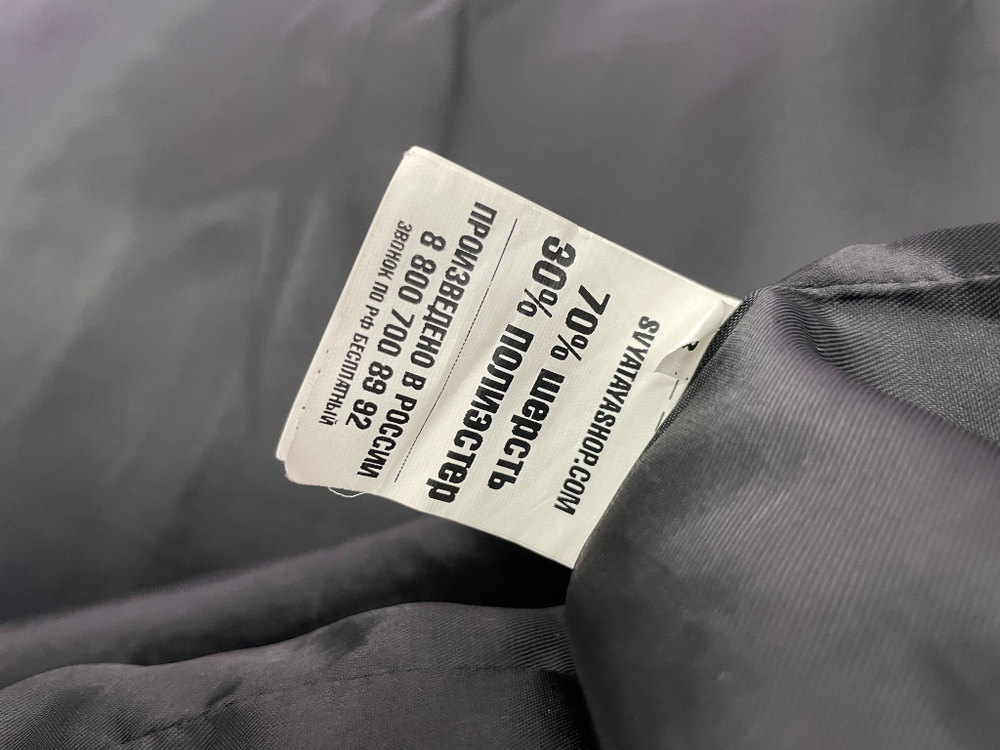 SVYATAYASHOP.COM
70% шерсть
30% полиэстер
ПРОИЗВЕДЕНО В РОССИИ
8 800 700 89 92
ЗВОНОК ПО РФ БЕСПЛАТНЫЙ